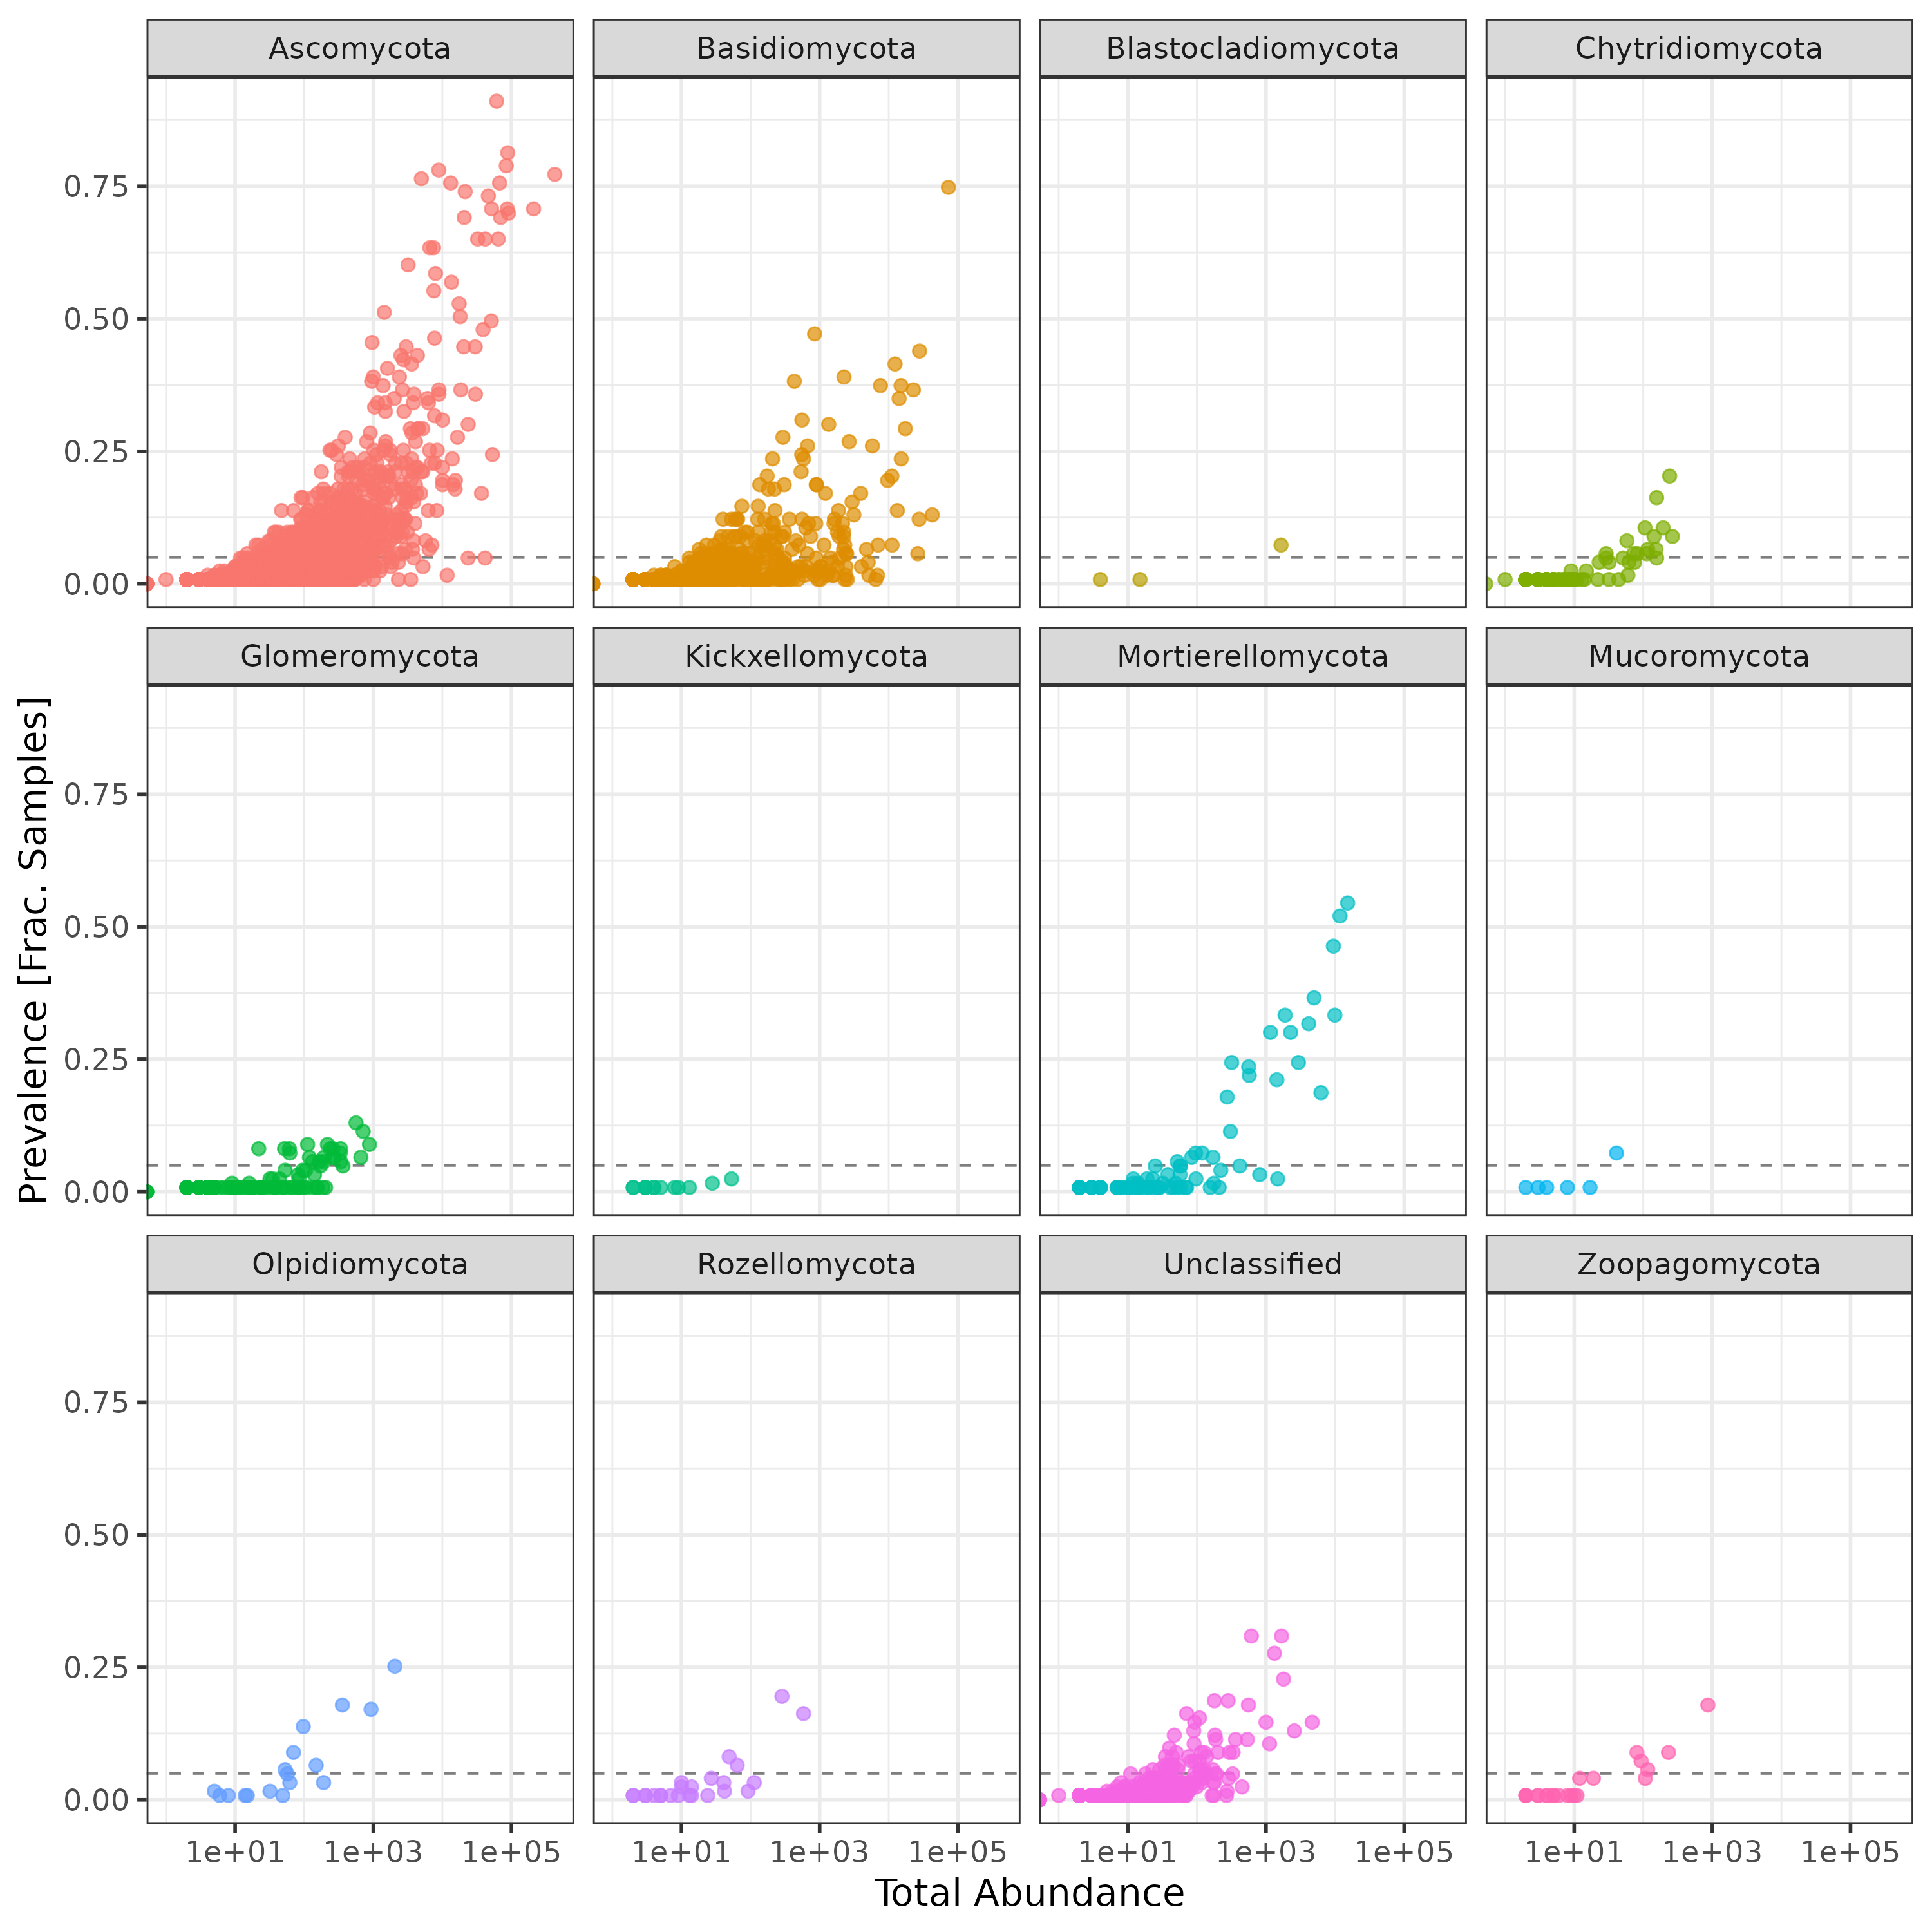 Ascomycota Basidiomycota Blastocladiomycota Chytridiomycota
0.75
0.50
0.25
0.00
Glomeromycota Kickxellomycota Mortierellomycota Mucoromycota
Prevalence [Frac. Samples]
0.75
0.50
0.25
0.00
Olpidiomycota Rozellomycota Unclassified Zoopagomycota
0.75
0.50
0.25
0.00
1e+01 1e+03 1e+05 1e+01 1e+03 1e+05 1e+01 1e+03 1e+05 1e+01 1e+03 1e+05
Total Abundance